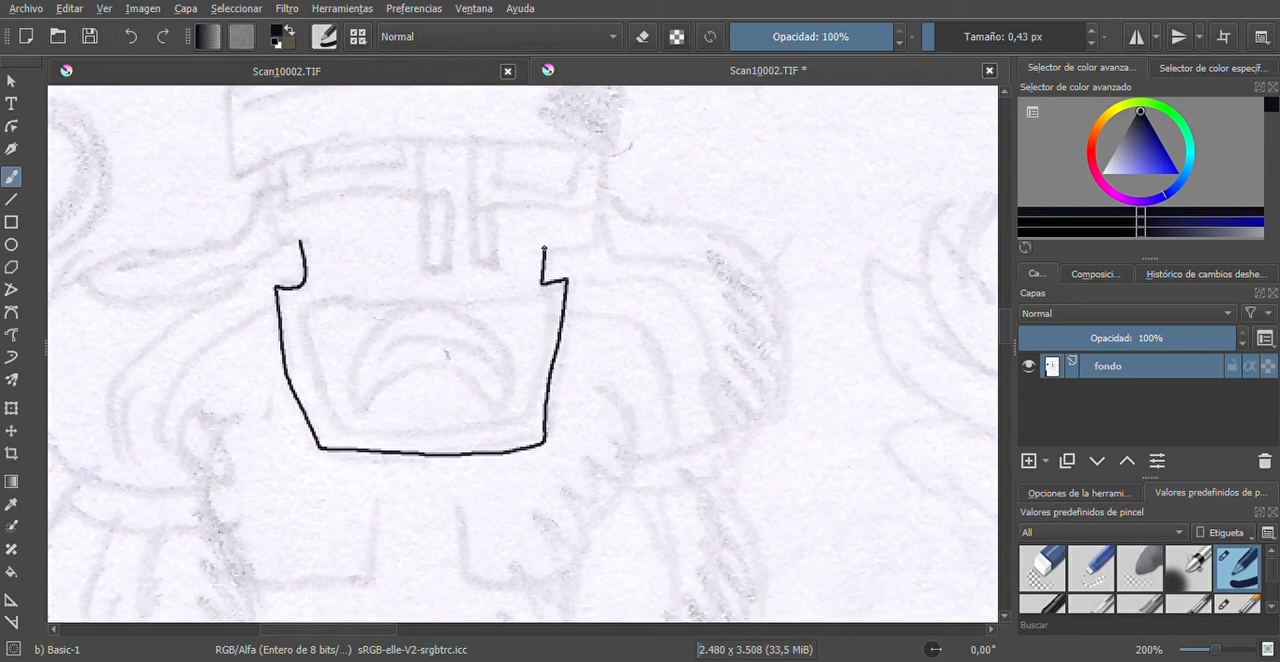 Archivo Editar Ver Imagen Capa Seleccionar Filtro Herramientas Preferencias Ventana Ayuda
Normal Opacidad: 100% Tamaño: 0,43 px
Scan10002.TIF Scan10002.TIF *
Selector de color avanza... Selector de color específ...
Selector de color avanzado
Ca... Composici... Histórico de cambios deshe...
Capas
Normal
Opacidad: 100%
fondo
Opciones de la herrami... Valores predefinidos de p...
Valores predefinidos de pincel
All Etiqueta
Buscar
b) Basic-1 RGB/Alfa (Entero de 8 bits/...) sRGB-elle-V2-srgbtrc.icc 2.480 x 3.508 (33,5 MiB) 0,00° 200%